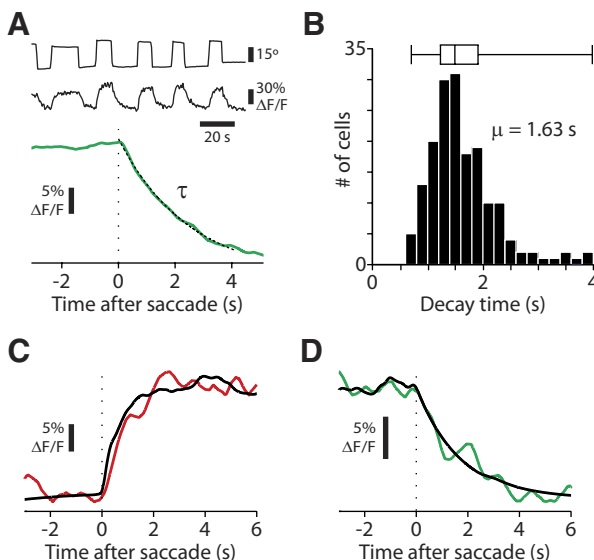 A
15º
30%
ΔF/F
20 s
5%
ΔF/F
τ
-2 0 2 4
Time after saccade (s)
B
35
# of cells
μ = 1.63 s
0
0 2 4
Decay time (s)
C
5%
ΔF/F
-2 0 2 4 6
Time after saccade (s)
D
5%
ΔF/F
-2 0 2 4 6
Time after saccade (s)